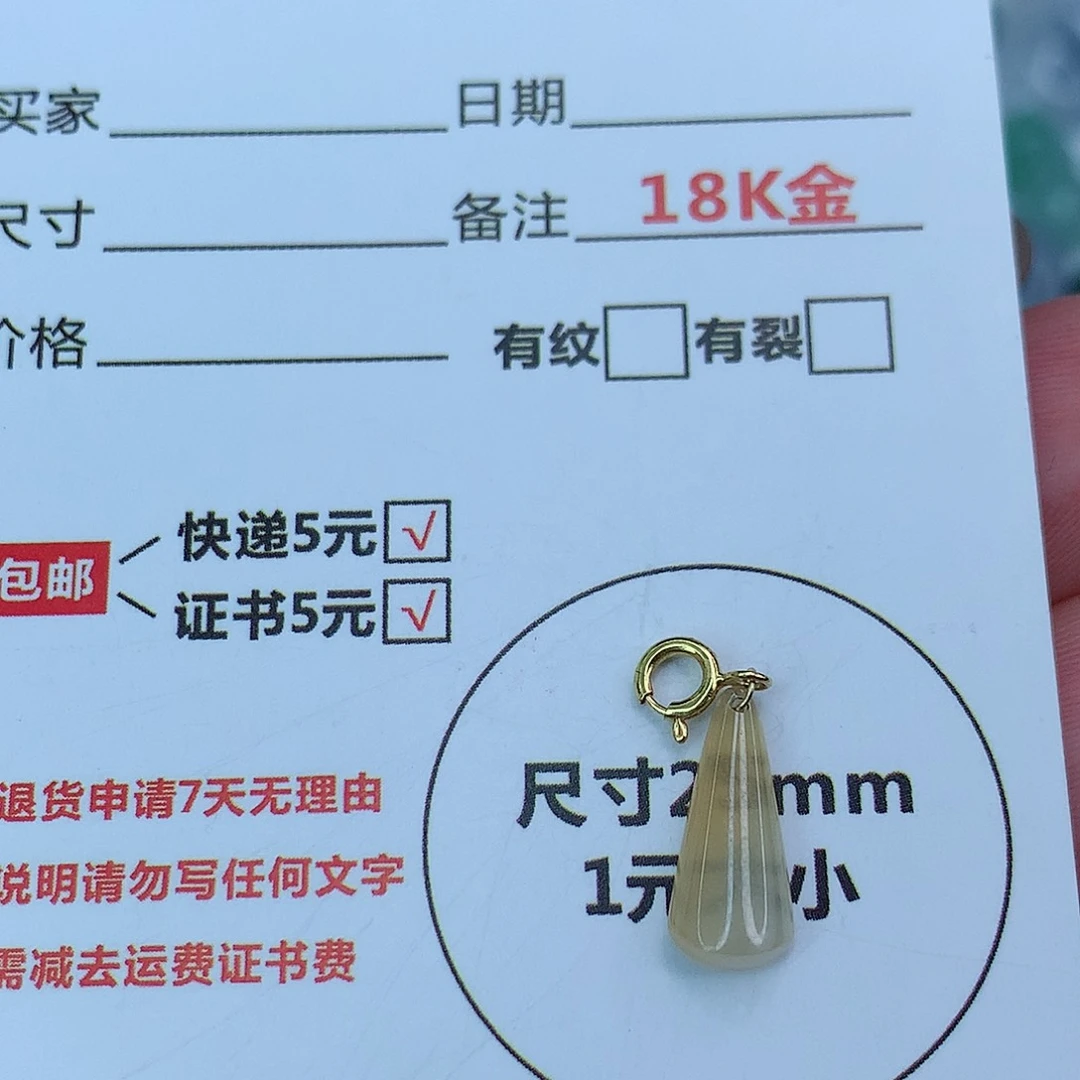 买家 日期
尺寸 备注 18K金
价格 有纹 有裂
快递5元 √
包邮
证书5元 √
退货申请7天无理由
说明请勿写任何文字
需减去运费证书费
尺寸2 mm
1元 小